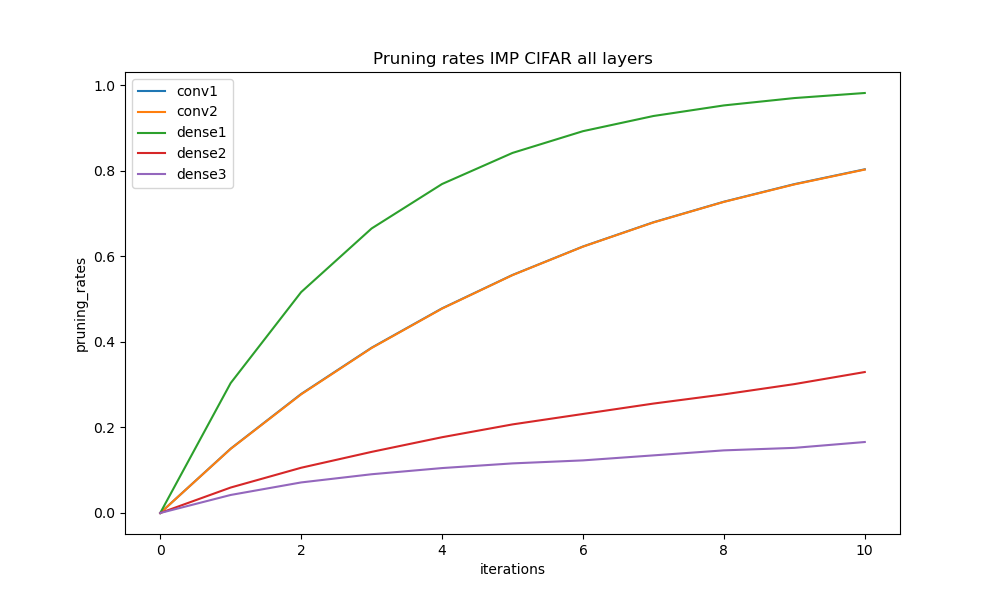 Pruning rates IMP CIFAR all layers
conv1
conv2
dense1
dense2
dense3
pruning_rates
1.0
0.8
0.6
0.4
0.2
0.0
0 2 4 6 8 10
iterations